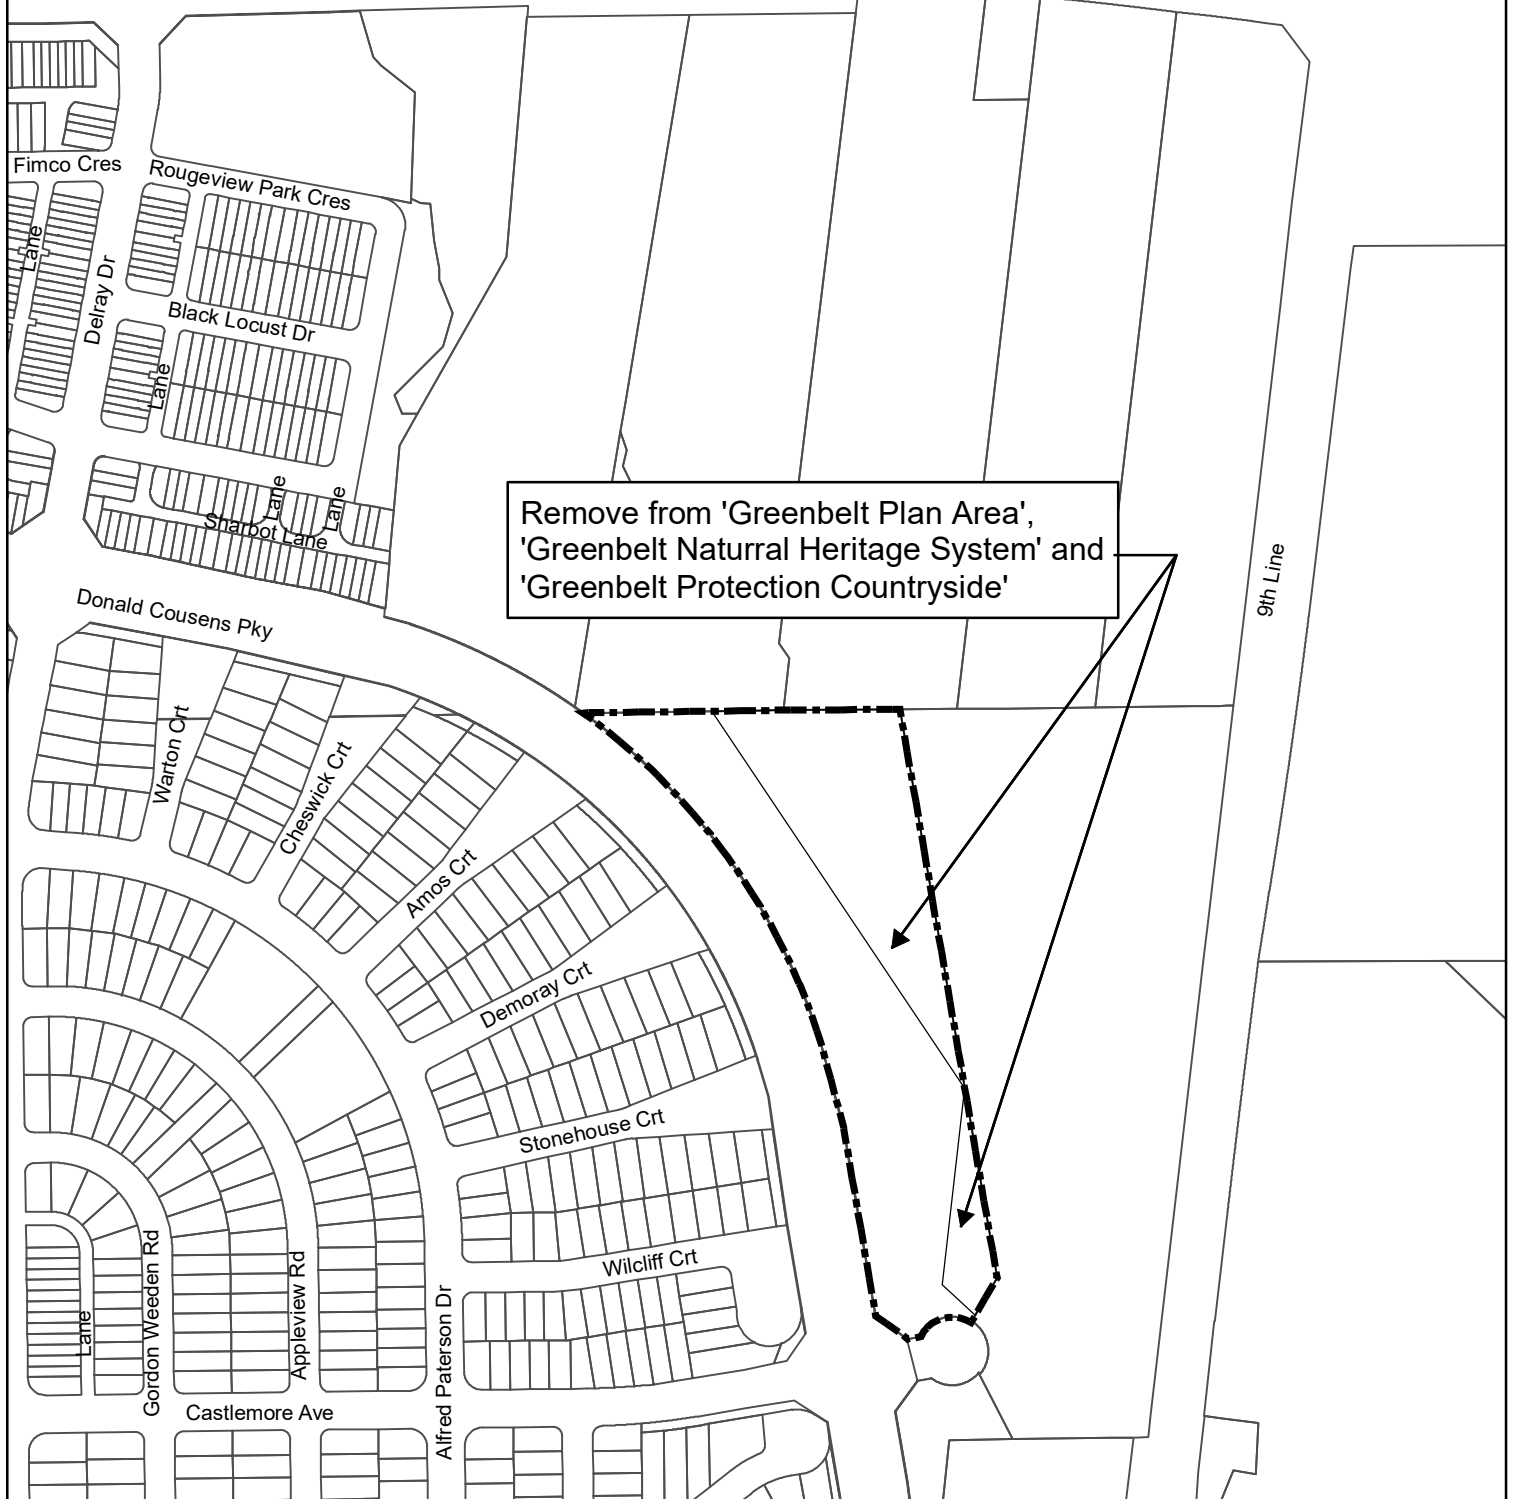 Fimco Cres
Rougeview Park Cres
Lane
Delray Dr
Black Locust Dr
Lane
Lane
Lane
Sharbot Lane
Remove from 'Greenbelt Plan Area',
'Greenbelt Naturral Heritage System' and
'Greenbelt Protection Countryside'
9th Line
Donald Cousens Pky
Warton Crt
Cheswick Crt
Amos Crt
Demoray Crt
Stonehouse Crt
Wilcliff Crt
Lane
Gordon Weeden Rd
Appleview Rd
Alfred Paterson Dr
Castlemore Ave